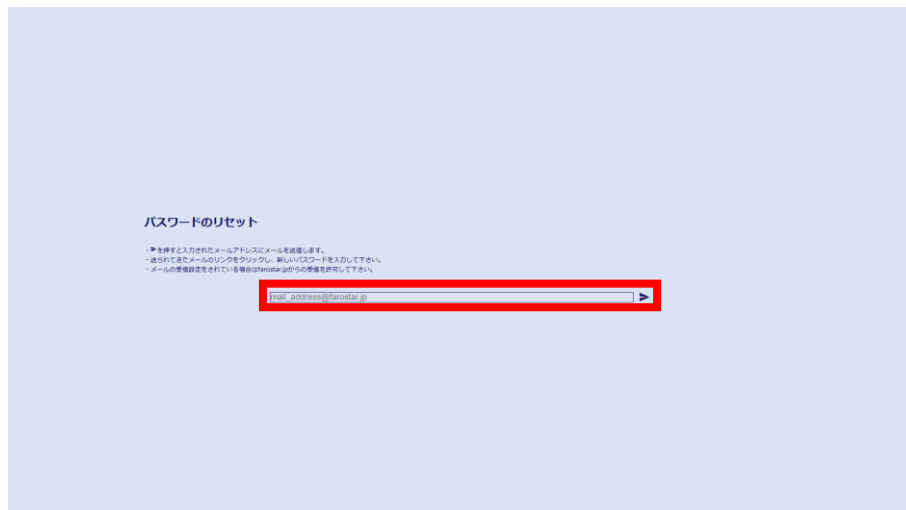 パスワードのリセット
・➤を押すと入力されたメールアドレスにメールを送信します。
・送られてきたメールのリンクをクリックし、新しいパスワードを入力して下さい。
・メールの受信設定をされている場合はfarostar.jpからの受信を許可して下さい。
mail_address@farostar.jp